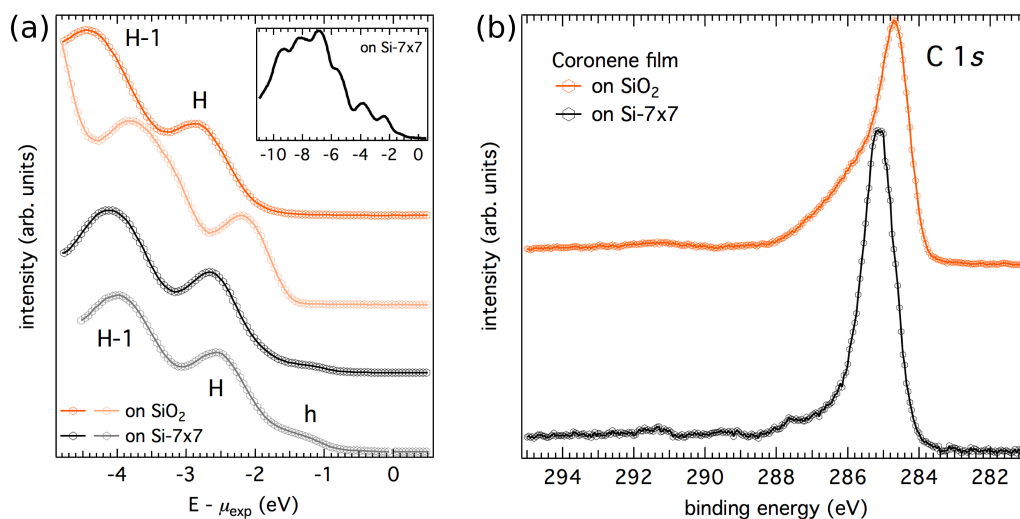 (a)
H-1
H
on Si-7x7
-10 -8 -6 -4 -2 0
intensity (arb. units)
H-1
H
h
on SiO₂
on Si-7x7
-4 -3 -2 -1 0
E - μexp (eV)
(b)
C 1s
Coronene film
on SiO₂
on Si-7x7
intensity (arb. units)
294 292 290 288 286 284 282
binding energy (eV)